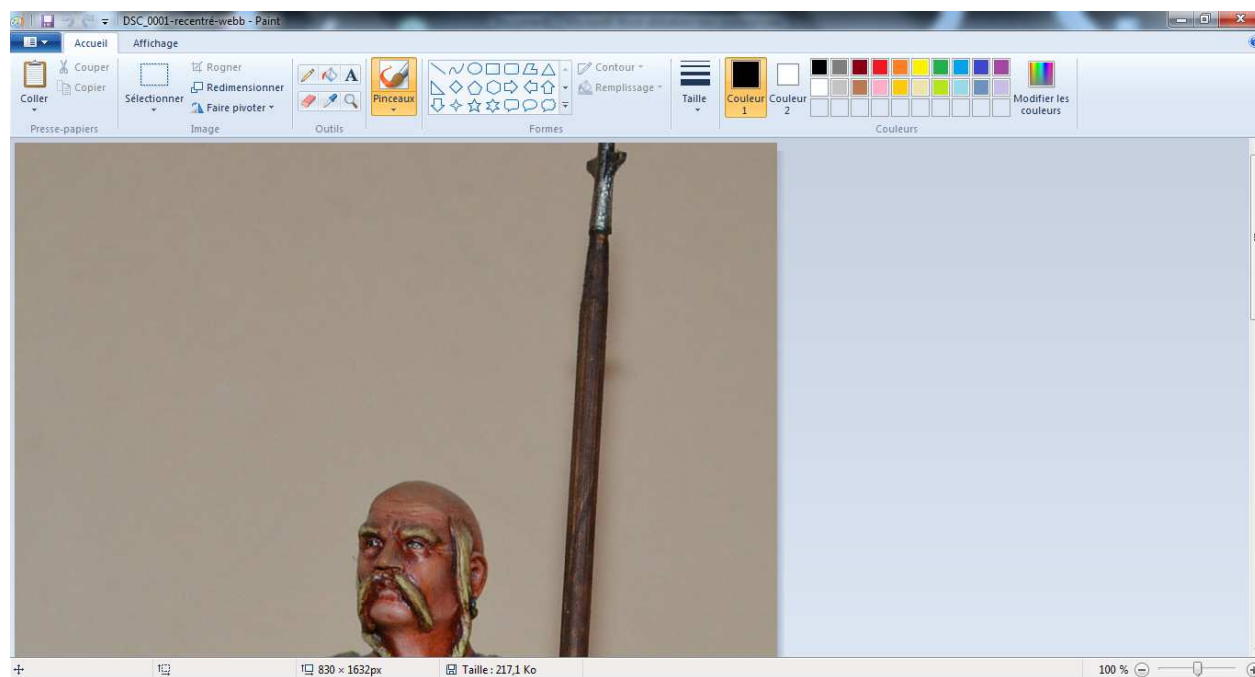 DSC_0001-recentré-webb - Paint
Accueil Affichage
Coller
Couper
Copier
Presse-papiers
Sélectionner
Rogner
Redimensionner
Faire pivoter
Image
A
Outils
Pinceaux
Formes
Contour
Remplissage
Taille
Couleur 1
Couleur 2
Couleurs
Modifier les
couleurs
830 × 1632px
Taille : 217,1 Ko
100 %